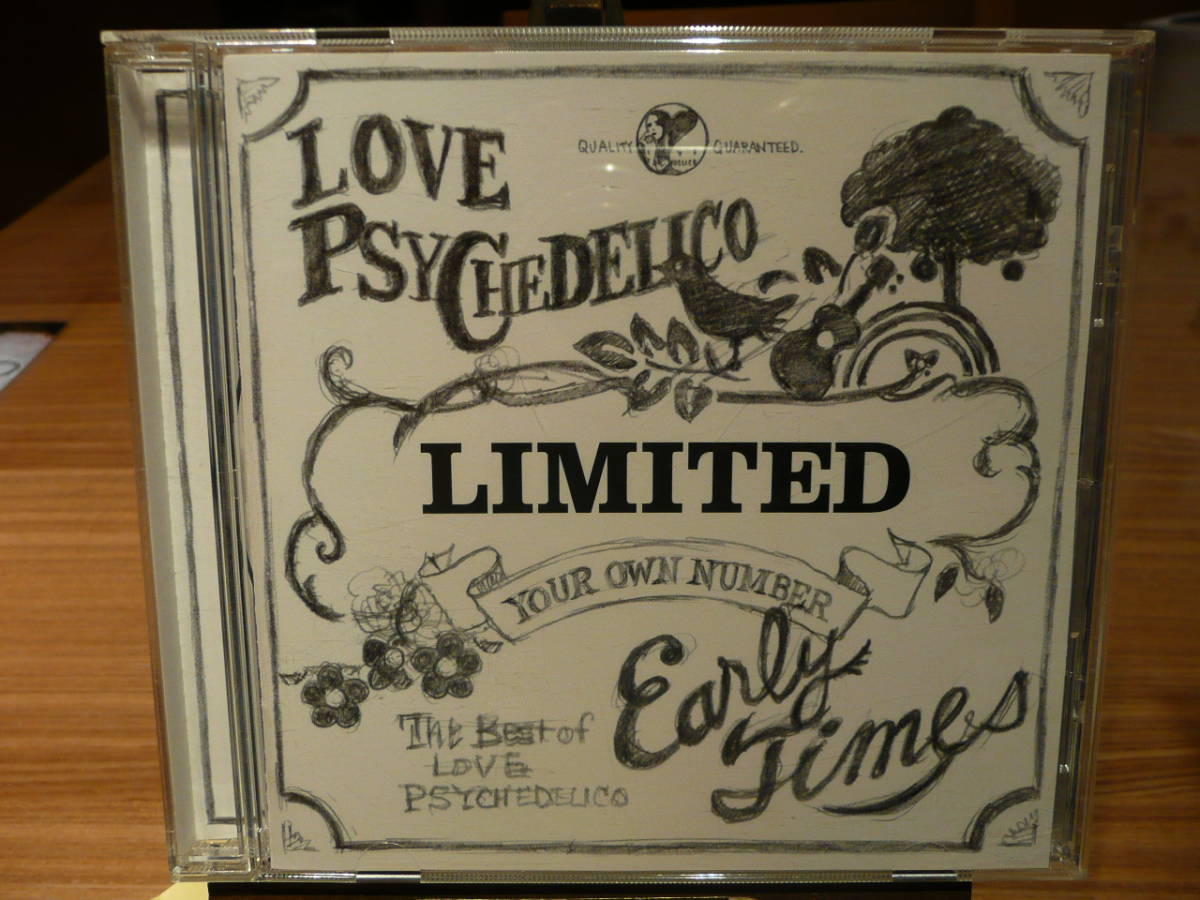 LOVE
PSYCHEDELICO
QUALITY GUARANTEED.
LIMITED
YOUR OWN NUMBER
Early
Times
The Best of
LOVE
PSYCHEDELICO